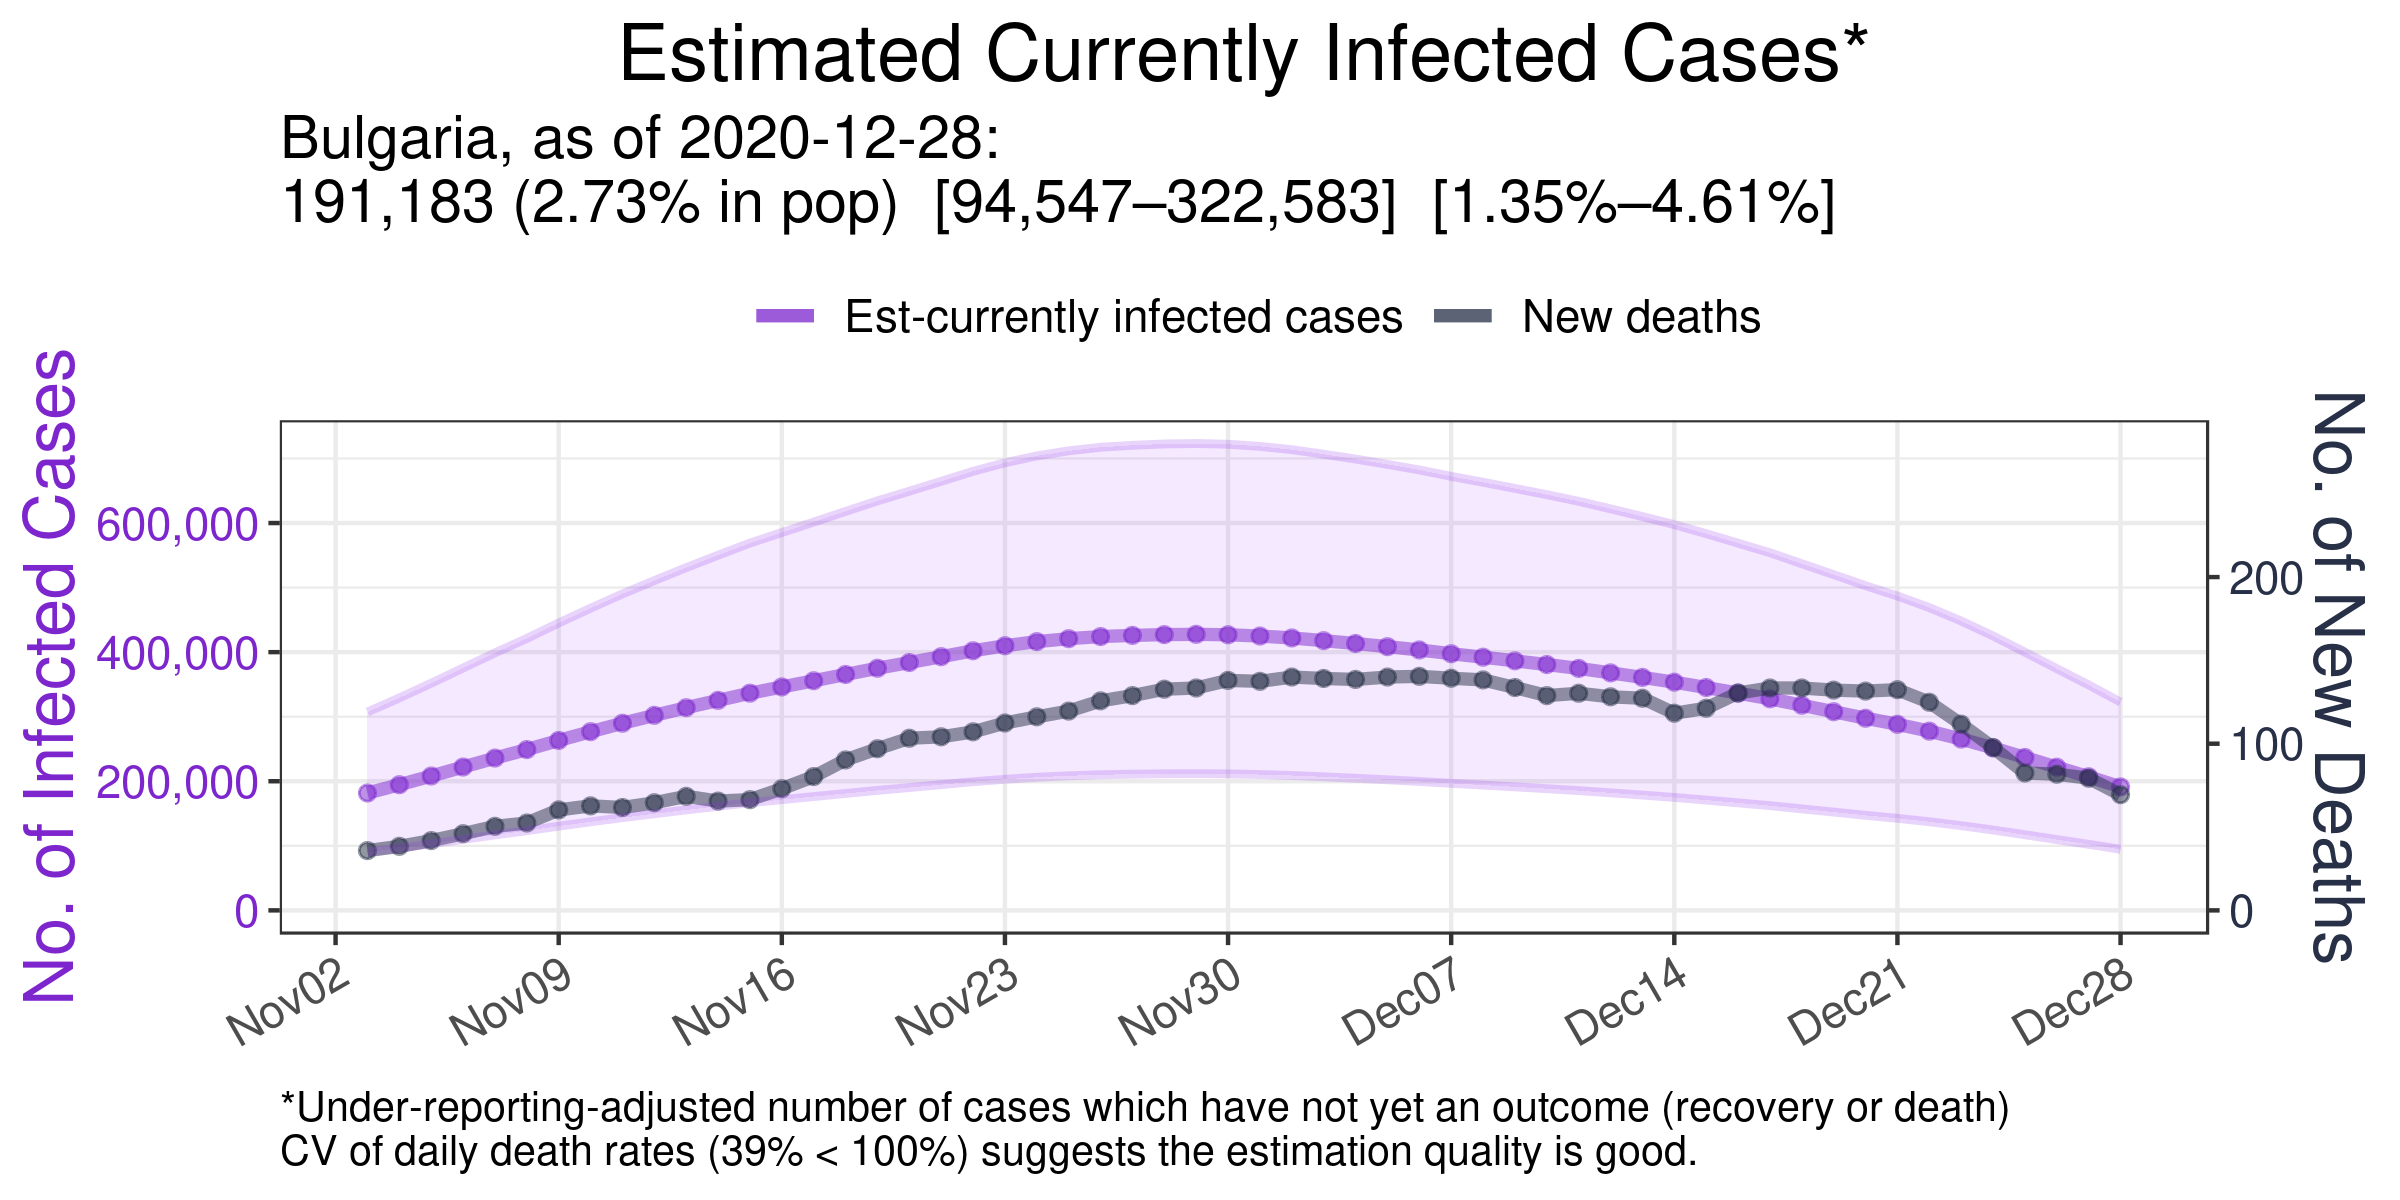 Estimated Currently Infected Cases*
Bulgaria, as of 2020-12-28:
191,183 (2.73% in pop)  [94,547–322,583]  [1.35%–4.61%]
Est-currently infected cases
New deaths
No. of Infected Cases
600,000
400,000
200,000
0
No. of New Deaths
200
100
0
Nov02
Nov09
Nov16
Nov23
Nov30
Dec07
Dec14
Dec21
Dec28
*Under-reporting-adjusted number of cases which have not yet an outcome (recovery or death)
CV of daily death rates (39% < 100%) suggests the estimation quality is good.